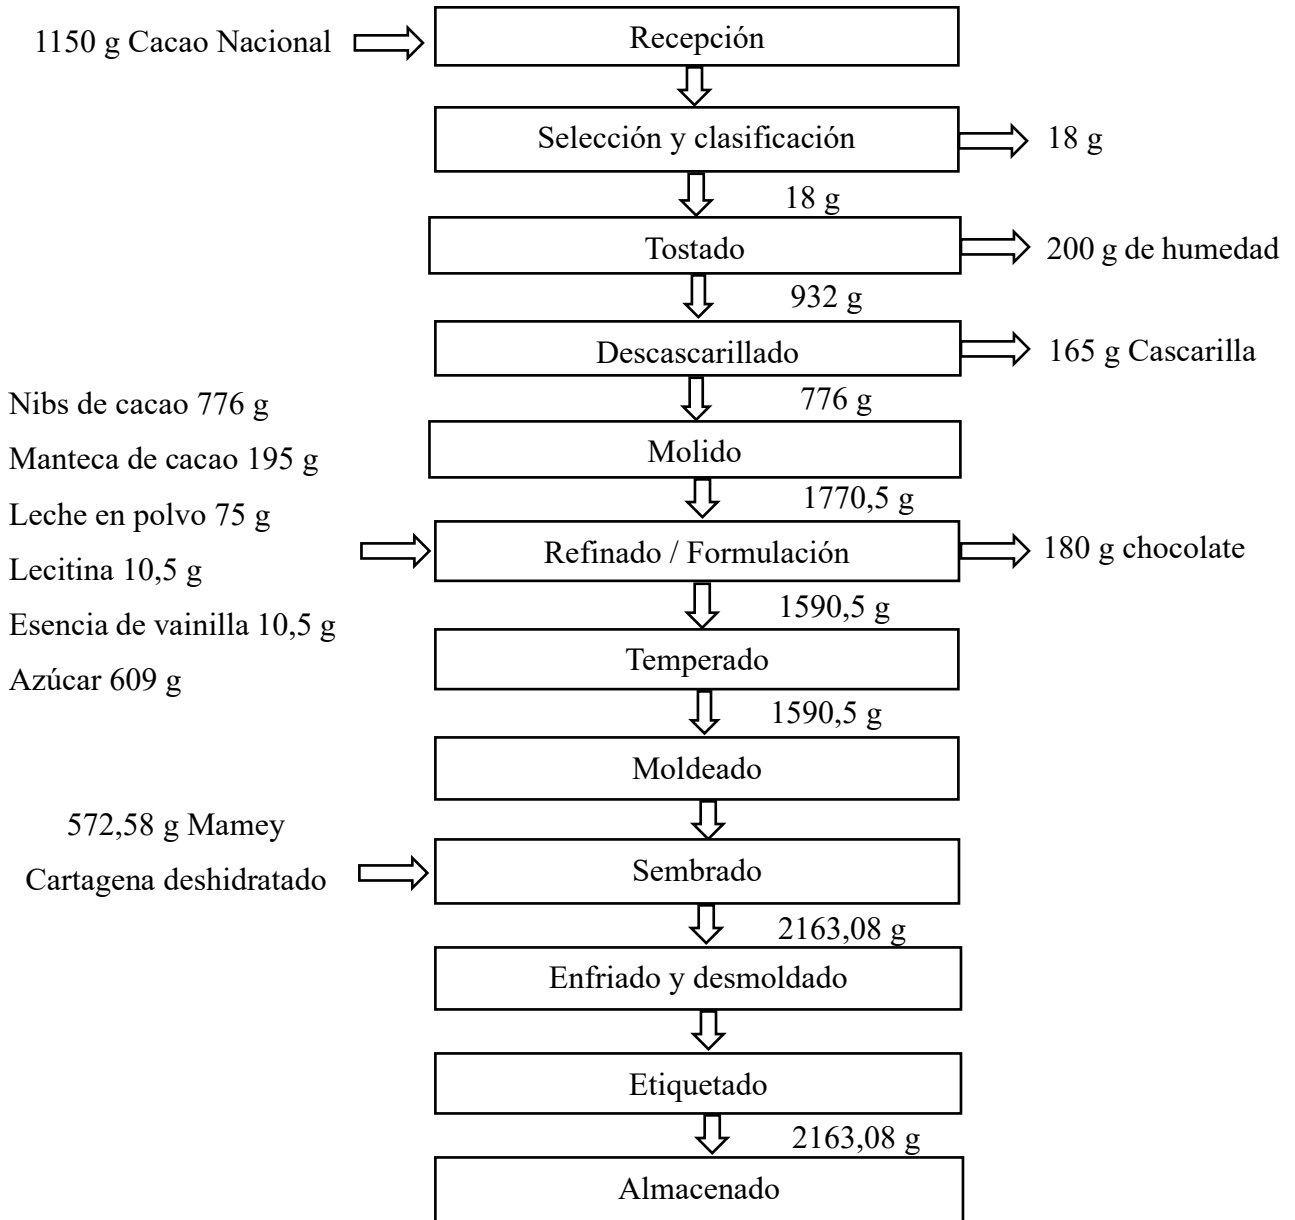 1150 g Cacao Nacional
Recepción
Selección y clasificación
18 g
18 g
Tostado
200 g de humedad
932 g
Descascarillado
165 g Cascarilla
776 g
Nibs de cacao 776 g
Manteca de cacao 195 g
Leche en polvo 75 g
Lecitina 10,5 g
Esencia de vainilla 10,5 g
Azúcar 609 g
Molido
1770,5 g
Refinado / Formulación
180 g chocolate
1590,5 g
Temperado
1590,5 g
Moldeado
572,58 g Mamey
Cartagena deshidratado
Sembrado
2163,08 g
Enfriado y desmoldado
Etiquetado
2163,08 g
Almacenado